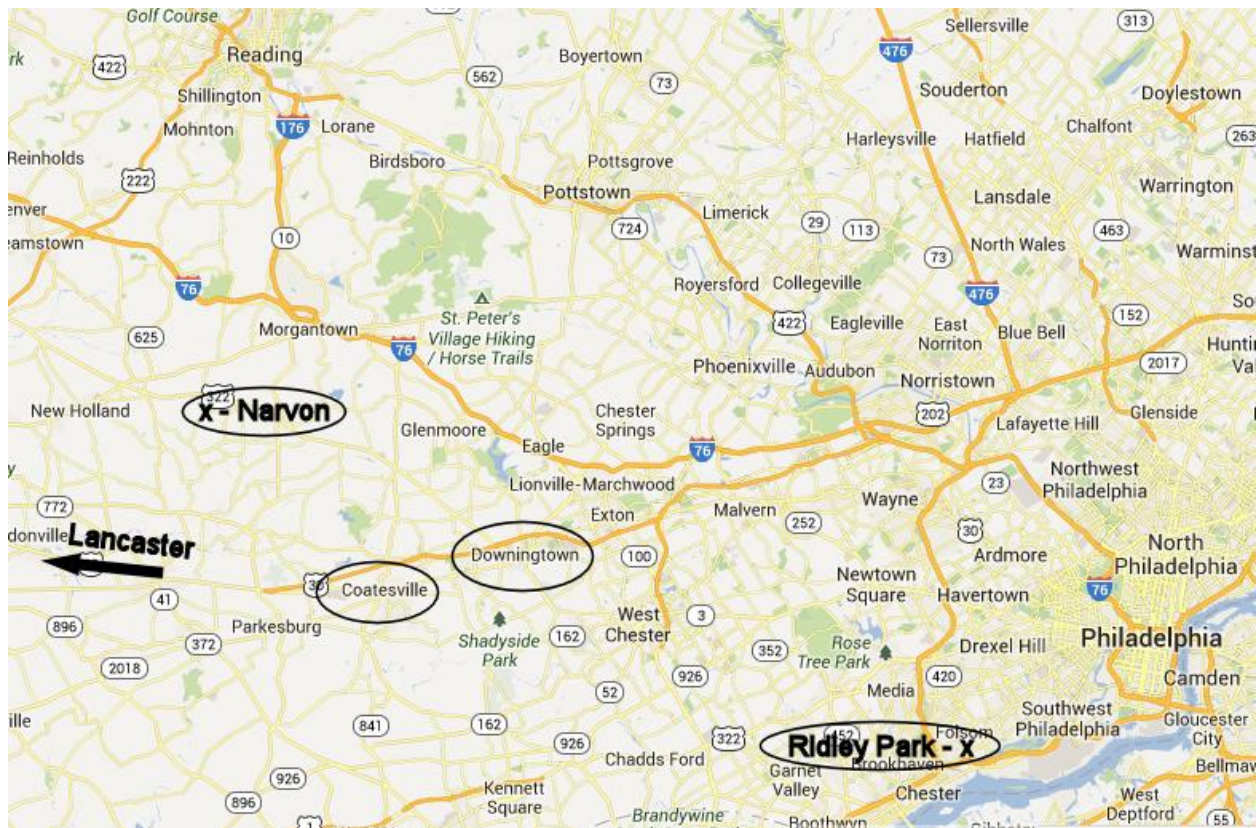 Golf Course
Reading
422
562
Boyertown
73
476
Sellersville
313
Souderton
Doylestown
Shillington
Mohnton
176
Lorane
Birdsboro
Pottsgrove
Harleysville
Hatfield
Chalfont
263
Reinholds
222
Pottstown
Lansdale
Warrington
Limerick
724
29
113
10
North Wales
463
73
Warminst
76
Royersford
Collegeville
476
St. Peter's
Village Hiking
/ Horse Trails
Morgantown
625
76
422
Eagleville
East
Norriton
Blue Bell
152
Phoenixville
Audubon
Norristown
2017
322
x - Narvon
New Holland
Glenmoore
Chester
Springs
202
Lafayette Hill
Glenside
Eagle
76
Lionville-Marchwood
Northwest
Philadelphia
Wayne
23
772
Exton
Malvern
252
30
Ardmore
North
Philadelphia
Lancaster
Downingtown
100
30
Coatesville
Newtown
Square
Havertown
76
41
896
372
Parkesburg
Shadyside
Park
162
West
Chester
3
352
Rose
Tree Park
Drexel Hill
Philadelphia
2018
926
Media
420
Camden
52
841
162
926
322
Chadds Ford
Southwest
Philadelphia
Gloucester
City
452
Folsom
Ridley Park - x
Brookhaven
Garnet
Valley
926
896
Kennett
Square
Chester
West
Deptford
1
Brandywine
Boothwyn
55